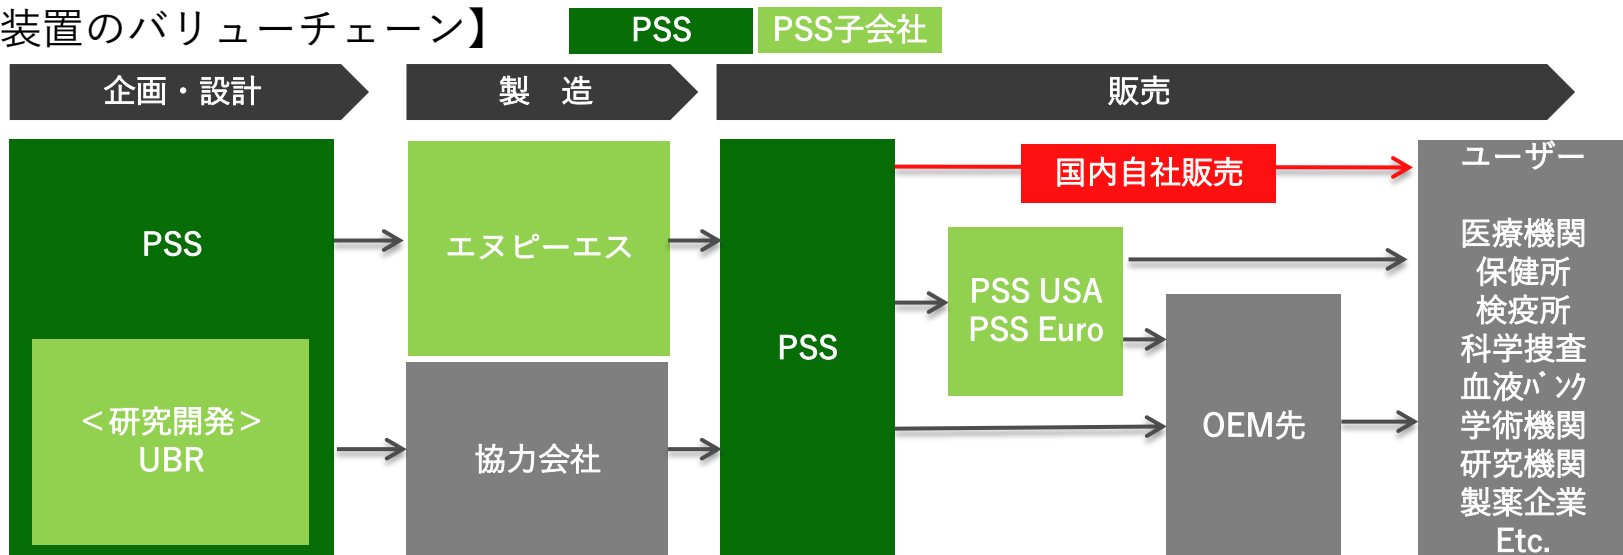 装置のバリューチェーン】
PSS
PSS子会社
企画・設計
製　造
販売
PSS
＜研究開発＞
UBR
エヌピーエス
協力会社
PSS
国内自社販売
PSS USA
PSS Euro
OEM先
ユーザー
医療機関
保健所
検疫所
科学捜査
血液ﾊﾞﾝｸ
学術機関
研究機関
製薬企業
Etc.